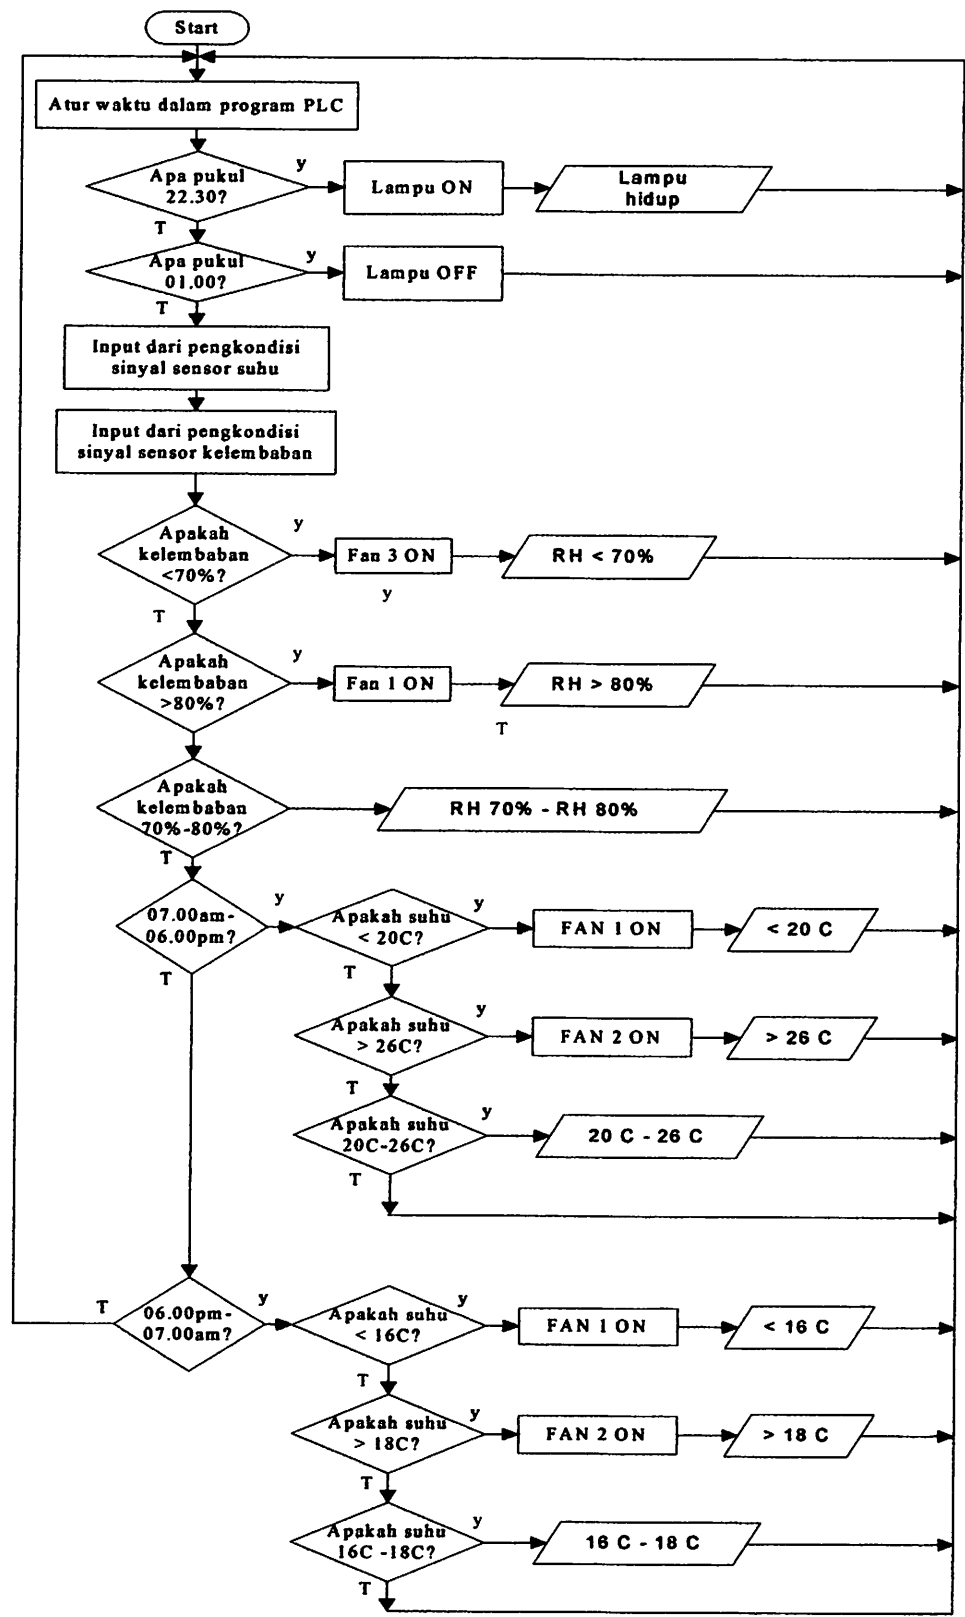 Start
Atur waktu dalam program PLC
Apa pukul
22.30?
y
Lampu ON
Lampu
hidup
T
Apa pukul
01.00?
y
Lampu OFF
T
Input dari pengkondisi
sinyal sensor suhu
Input dari pengkondisi
sinyal sensor kelembaban
Apakah
kelembaban
<70%?
y
Fan 3 ON
RH < 70%
y
T
Apakah
kelembaban
>80%?
y
Fan 1 ON
RH > 80%
T
Apakah
kelembaban
70%-80%?
RH 70% - RH 80%
T
07.00am-
06.00pm?
y
Apakah suhu
< 20C?
y
FAN 1 ON
< 20 C
T
T
Apakah suhu
> 26C?
y
FAN 2 ON
> 26 C
T
Apakah suhu
20C-26C?
y
20 C - 26 C
T
T
06.00pm-
07.00am?
y
Apakah suhu
< 16C?
y
FAN 1 ON
< 16 C
T
Apakah suhu
> 18C?
y
FAN 2 ON
> 18 C
T
Apakah suhu
16C -18C?
y
16 C - 18 C
T